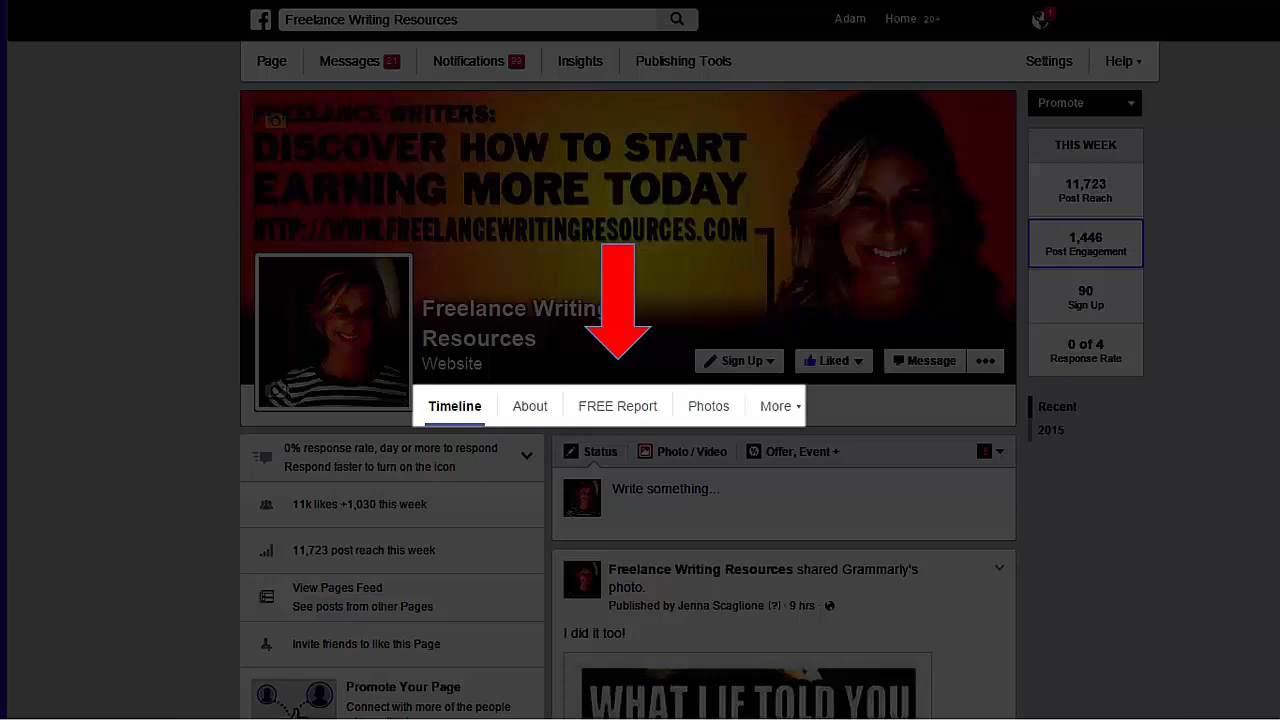 Freelance Writing Resources
Adam Home 20+
1
Page Messages 21 Notifications 99 Insights Publishing Tools Settings Help
FREELANCE WRITERS:
DISCOVER HOW TO START
EARNING MORE TODAY
HTTP://WWW.FREELANCEWRITINGRESOURCES.COM
Freelance Writing
Resources
Website
Sign Up Liked Message •••
Timeline About FREE Report Photos More
Promote
THIS WEEK
11,723
Post Reach
1,446
Post Engagement
90
Sign Up
0 of 4
Response Rate
Recent
2015
0% response rate, day or more to respond
Respond faster to turn on the icon
11k likes +1,030 this week
11,723 post reach this week
View Pages Feed
See posts from other Pages
Invite friends to like this Page
Promote Your Page
Connect with more of the people
Status Photo / Video Offer, Event +
Write something...
Freelance Writing Resources shared Grammarly's
photo.
Published by Jenna Scaglione [?] · 9 hrs ·
I did it too!
WHAT LIF TOLD YOU